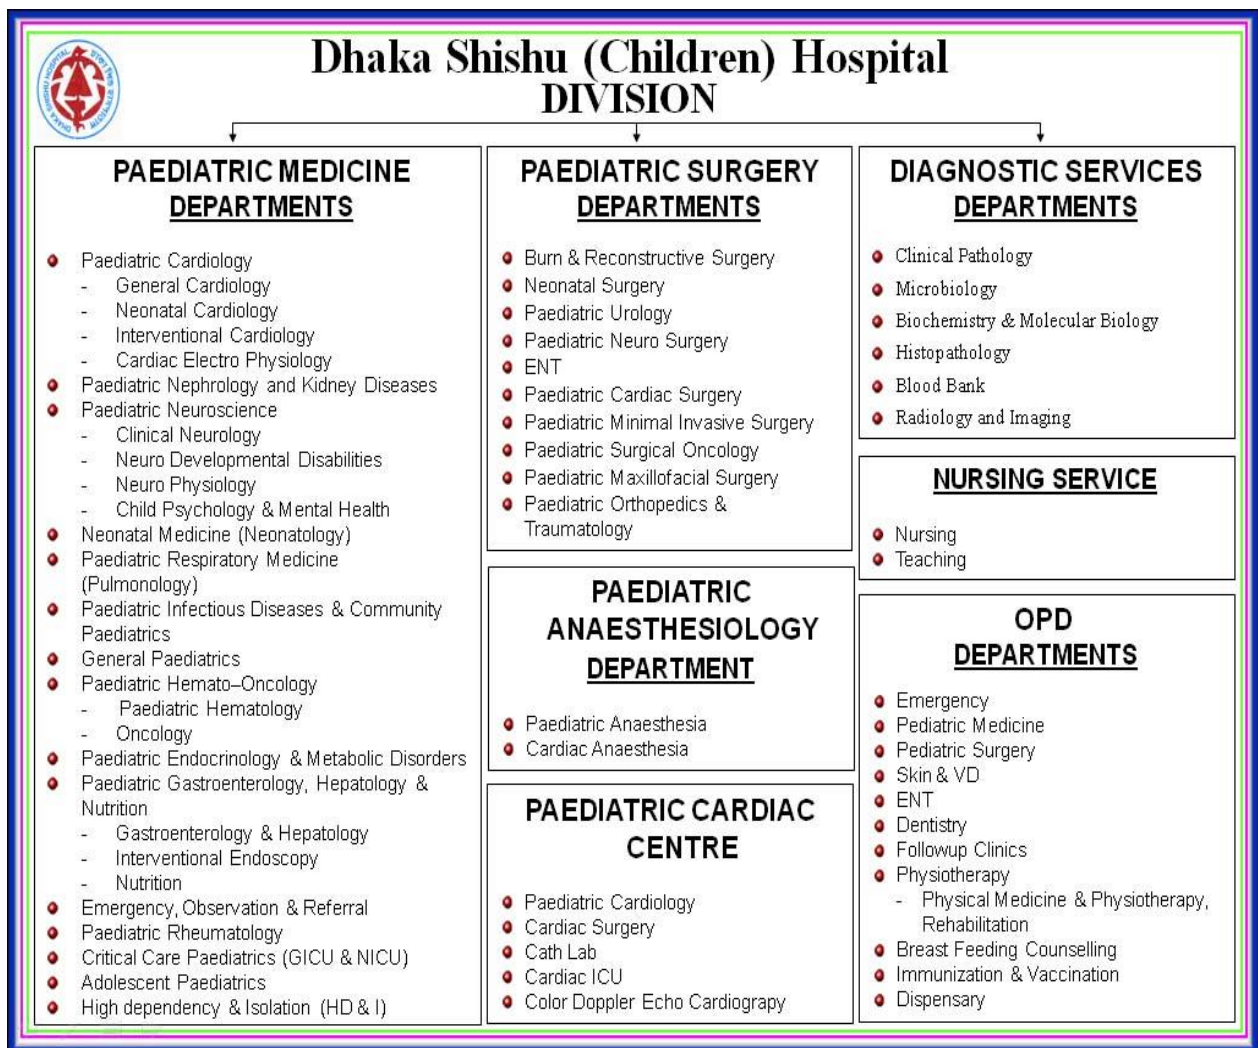 Dhaka Shishu (Children) Hospital
DIVISION
PAEDIATRIC MEDICINE
DEPARTMENTS
Paediatric Cardiology
- General Cardiology
- Neonatal Cardiology
- Interventional Cardiology
- Cardiac Electro Physiology
Paediatric Nephrology and Kidney Diseases
Paediatric Neuroscience
- Clinical Neurology
- Neuro Developmental Disabilities
- Neuro Physiology
- Child Psychology & Mental Health
Neonatal Medicine (Neonatology)
Paediatric Respiratory Medicine
(Pulmonology)
Paediatric Infectious Diseases & Community
Paediatrics
General Paediatrics
Paediatric Hemato–Oncology
- Paediatric Hematology
- Oncology
Paediatric Endocrinology & Metabolic Disorders
Paediatric Gastroenterology, Hepatology &
Nutrition
- Gastroenterology & Hepatology
- Interventional Endoscopy
- Nutrition
Emergency, Observation & Referral
Paediatric Rheumatology
Critical Care Paediatrics (GICU & NICU)
Adolescent Paediatrics
High dependency & Isolation (HD & I)
PAEDIATRIC SURGERY
DEPARTMENTS
Burn & Reconstructive Surgery
Neonatal Surgery
Paediatric Urology
Paediatric Neuro Surgery
ENT
Paediatric Cardiac Surgery
Paediatric Minimal Invasive Surgery
Paediatric Surgical Oncology
Paediatric Maxillofacial Surgery
Paediatric Orthopedics &
Traumatology
PAEDIATRIC
ANAESTHESIOLOGY
DEPARTMENT
Paediatric Anaesthesia
Cardiac Anaesthesia
PAEDIATRIC CARDIAC
CENTRE
Paediatric Cardiology
Cardiac Surgery
Cath Lab
Cardiac ICU
Color Doppler Echo Cardiograpy
DIAGNOSTIC SERVICES
DEPARTMENTS
Clinical Pathology
Microbiology
Biochemistry & Molecular Biology
Histopathology
Blood Bank
Radiology and Imaging
NURSING SERVICE
Nursing
Teaching
OPD
DEPARTMENTS
Emergency
Pediatric Medicine
Pediatric Surgery
Skin & VD
ENT
Dentistry
Followup Clinics
Physiotherapy
- Physical Medicine & Physiotherapy,
Rehabilitation
Breast Feeding Counselling
Immunization & Vaccination
Dispensary
DHAKA SHISHU HOSPITAL